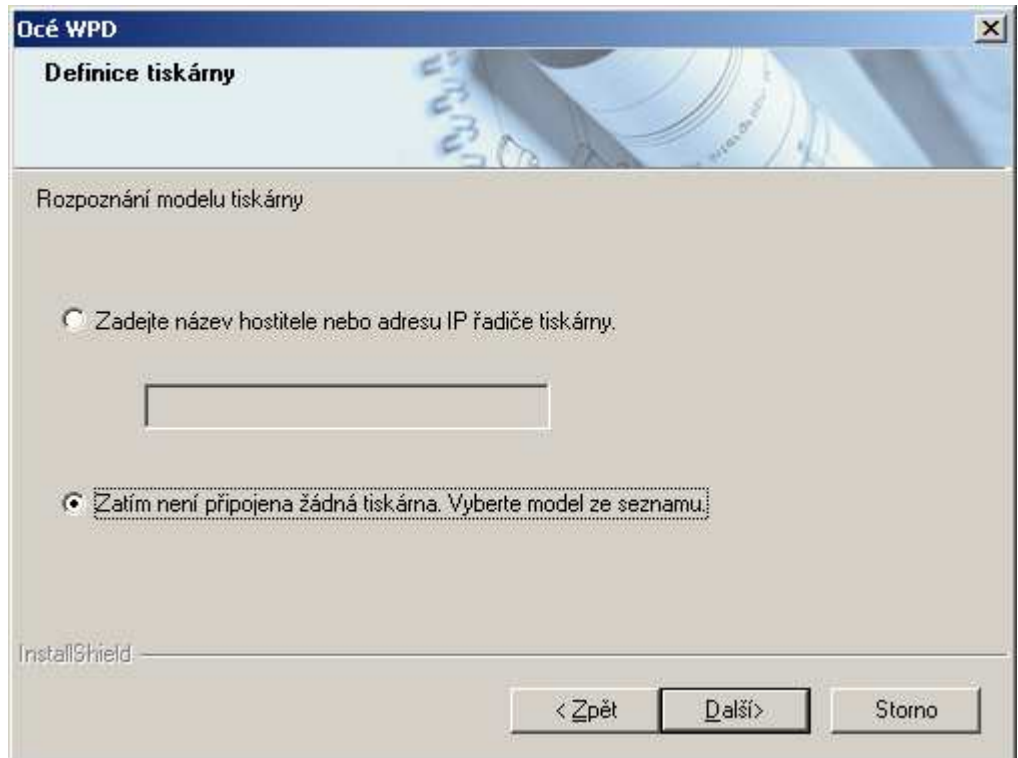 Océ WPD
Definice tiskárny
Rozpoznání modelu tiskárny
Zadejte název hostitele nebo adresu IP řadiče tiskárny.
Zatím není připojena žádná tiskárna. Vyberte model ze seznamu.
InstallShield
< Zpět Další> Storno